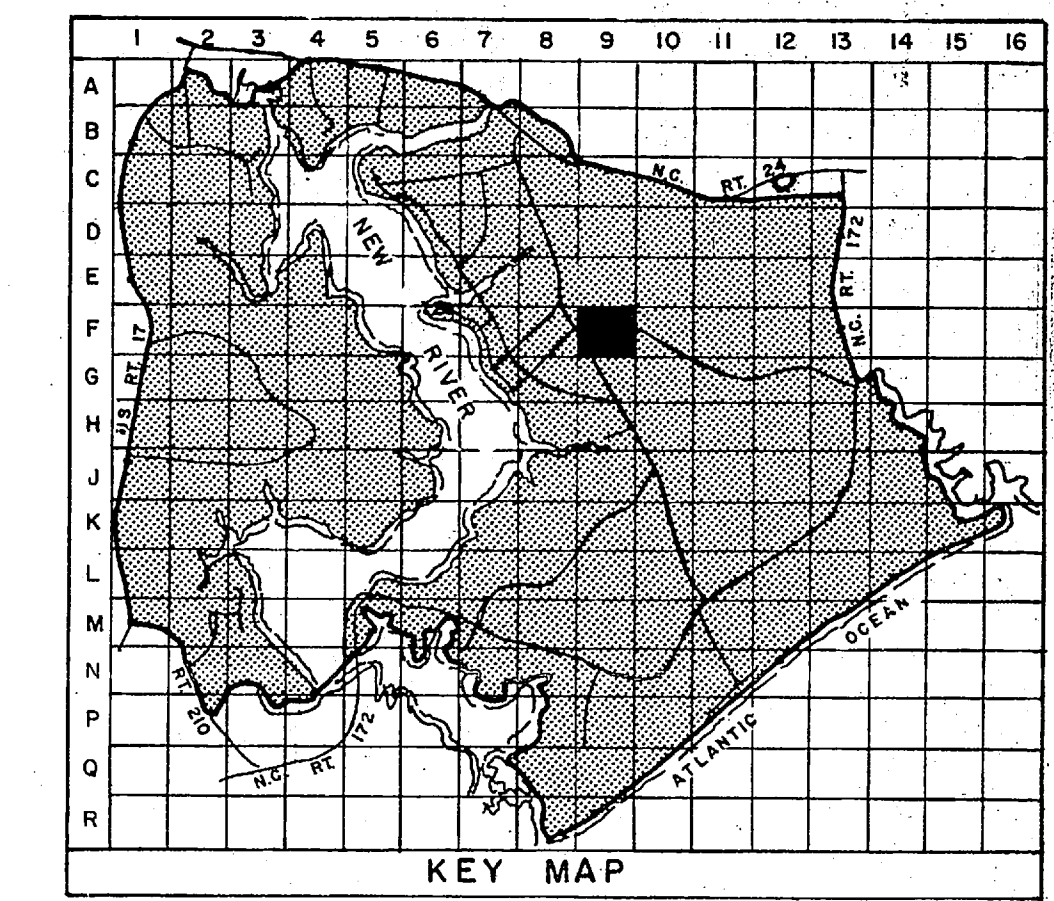 1 2 3 4 5 6 7 8 9 10 11 12 13 14 15 16
A
B
C
N.C. RT. 24
D
NEW
172
E
RT.
F
N.C.
RT. 17
RIVER
G
US
H
J
K
L
M
OCEAN
N
RT. 210
P
172
ATLANTIC
Q
N.C. RT.
R
KEY MAP